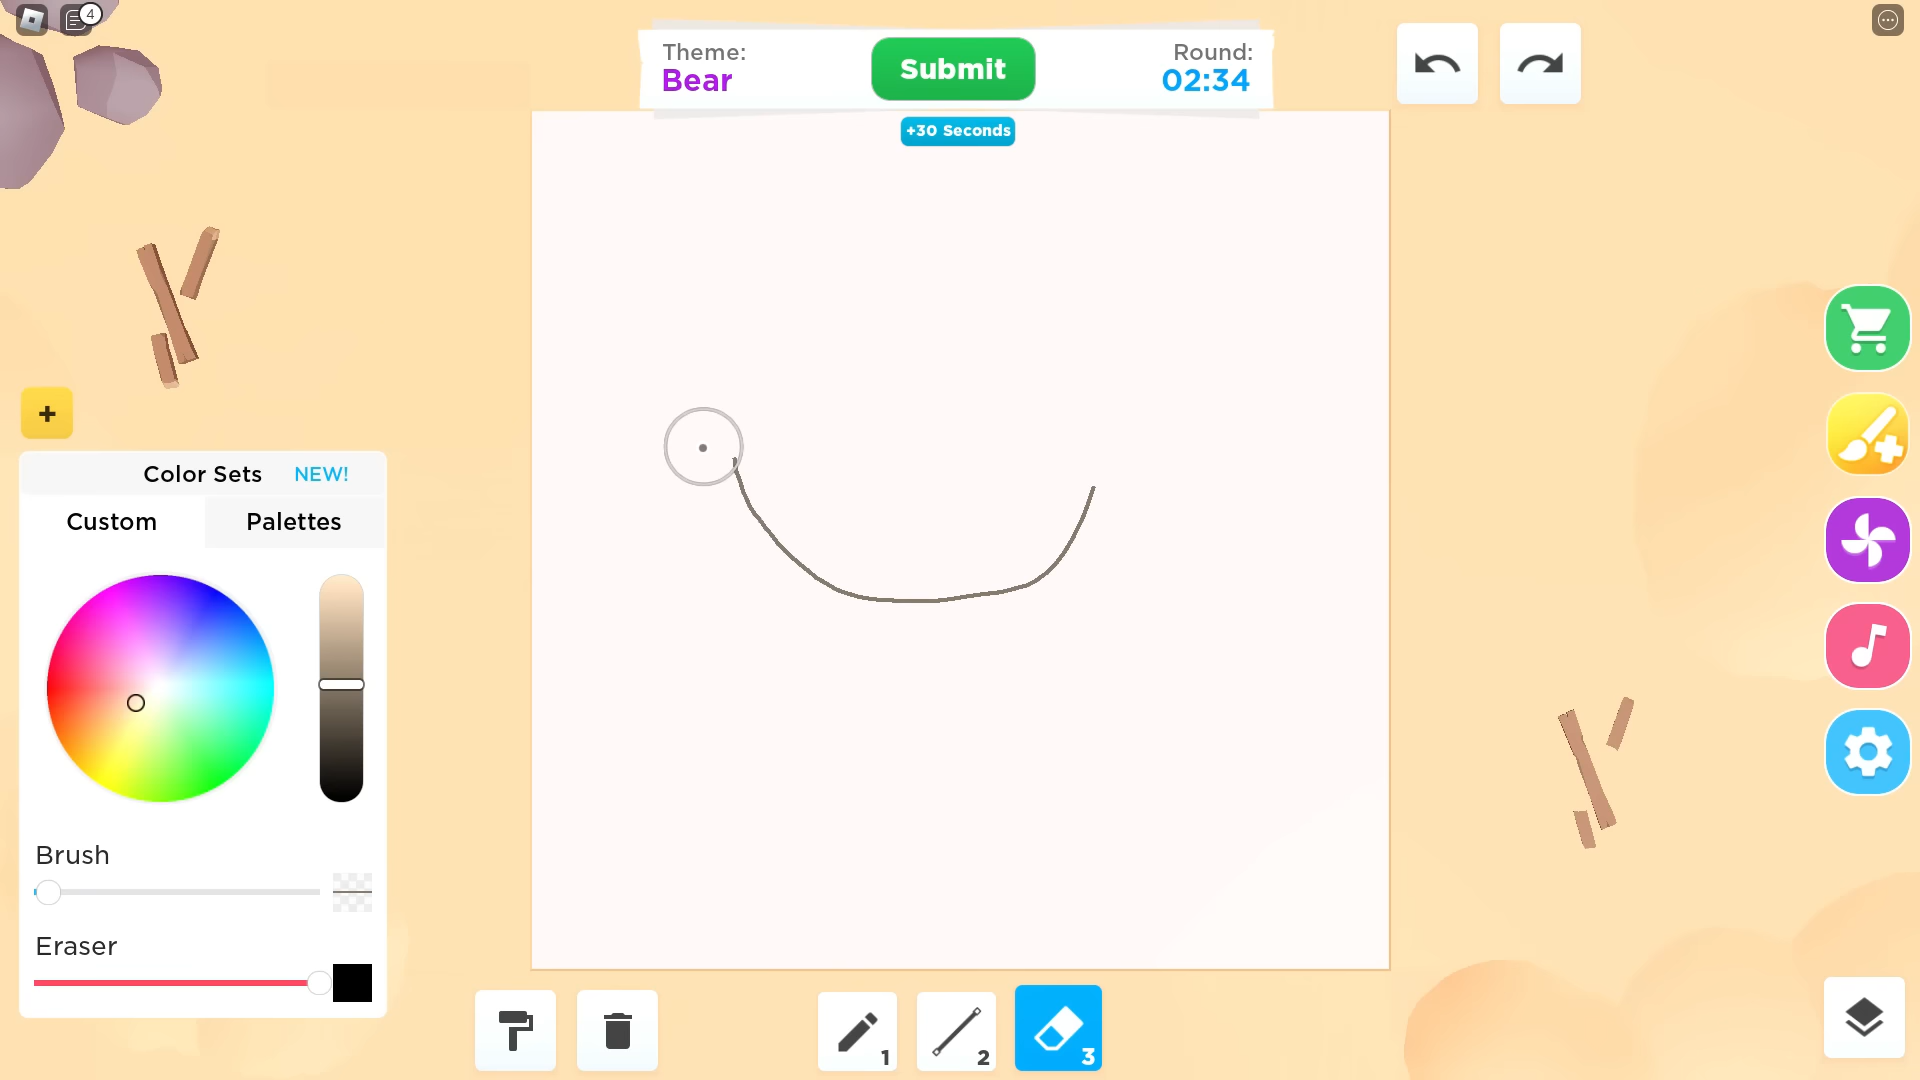 4
Theme:
Bear
Submit
Round:
02:34
+30 Seconds
+
Color Sets NEW!
Custom Palettes
Brush
Eraser
1
2
3